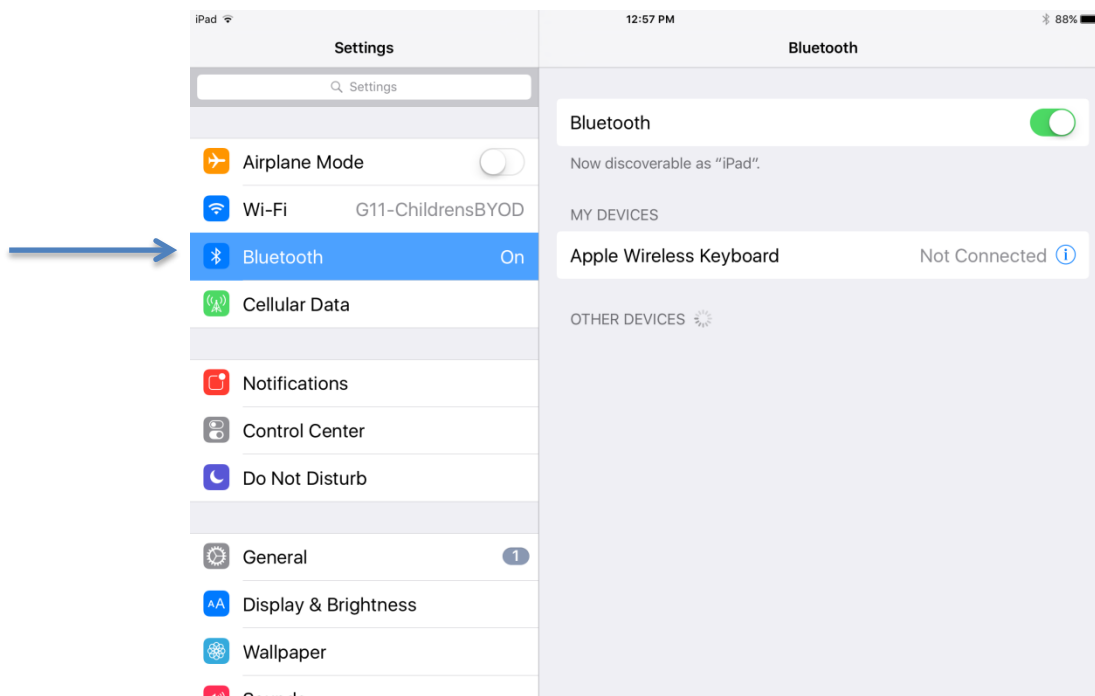 iPad 12:57 PM 88%
Settings
Settings
Airplane Mode
Wi-Fi G11-ChildrensBYOD
Bluetooth On
Cellular Data
Notifications
Control Center
Do Not Disturb
General 1
AA Display & Brightness
Wallpaper
Bluetooth
Bluetooth
Now discoverable as “iPad”.
MY DEVICES
Apple Wireless Keyboard Not Connected i
OTHER DEVICES